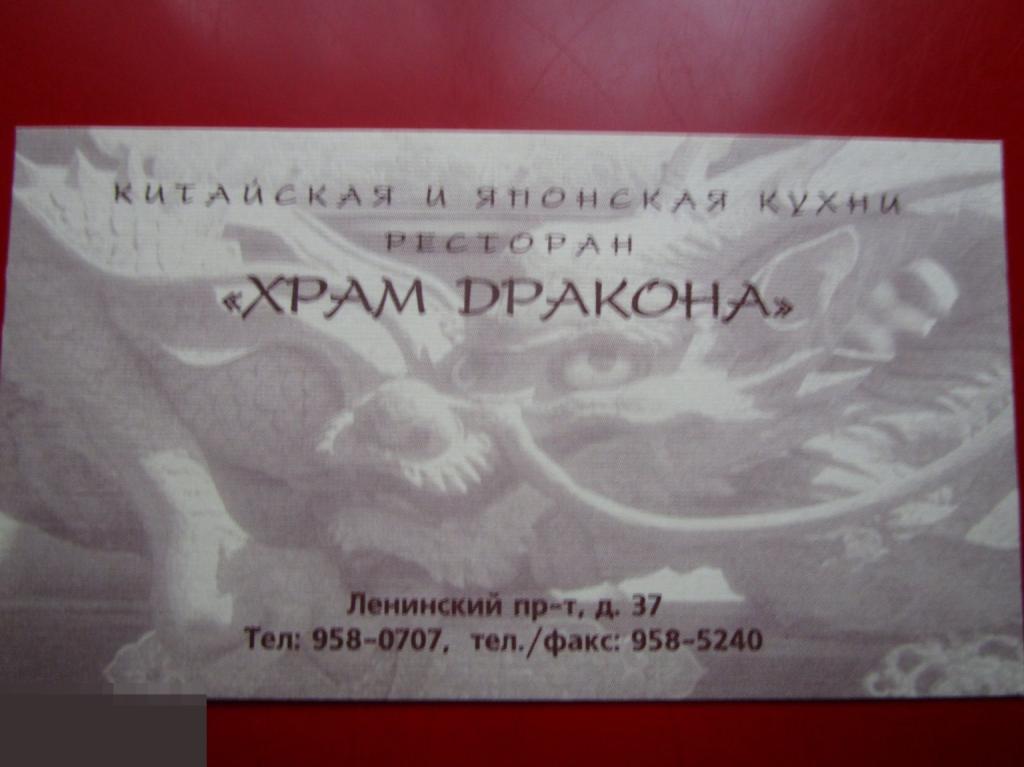 КИТАЙСКАЯ И ЯПОНСКАЯ КУХНИ
РЕСТОРАН
«ХРАМ ДРАКОНА»
Ленинский пр-т, д. 37
Тел: 958-0707, тел./факс: 958-5240